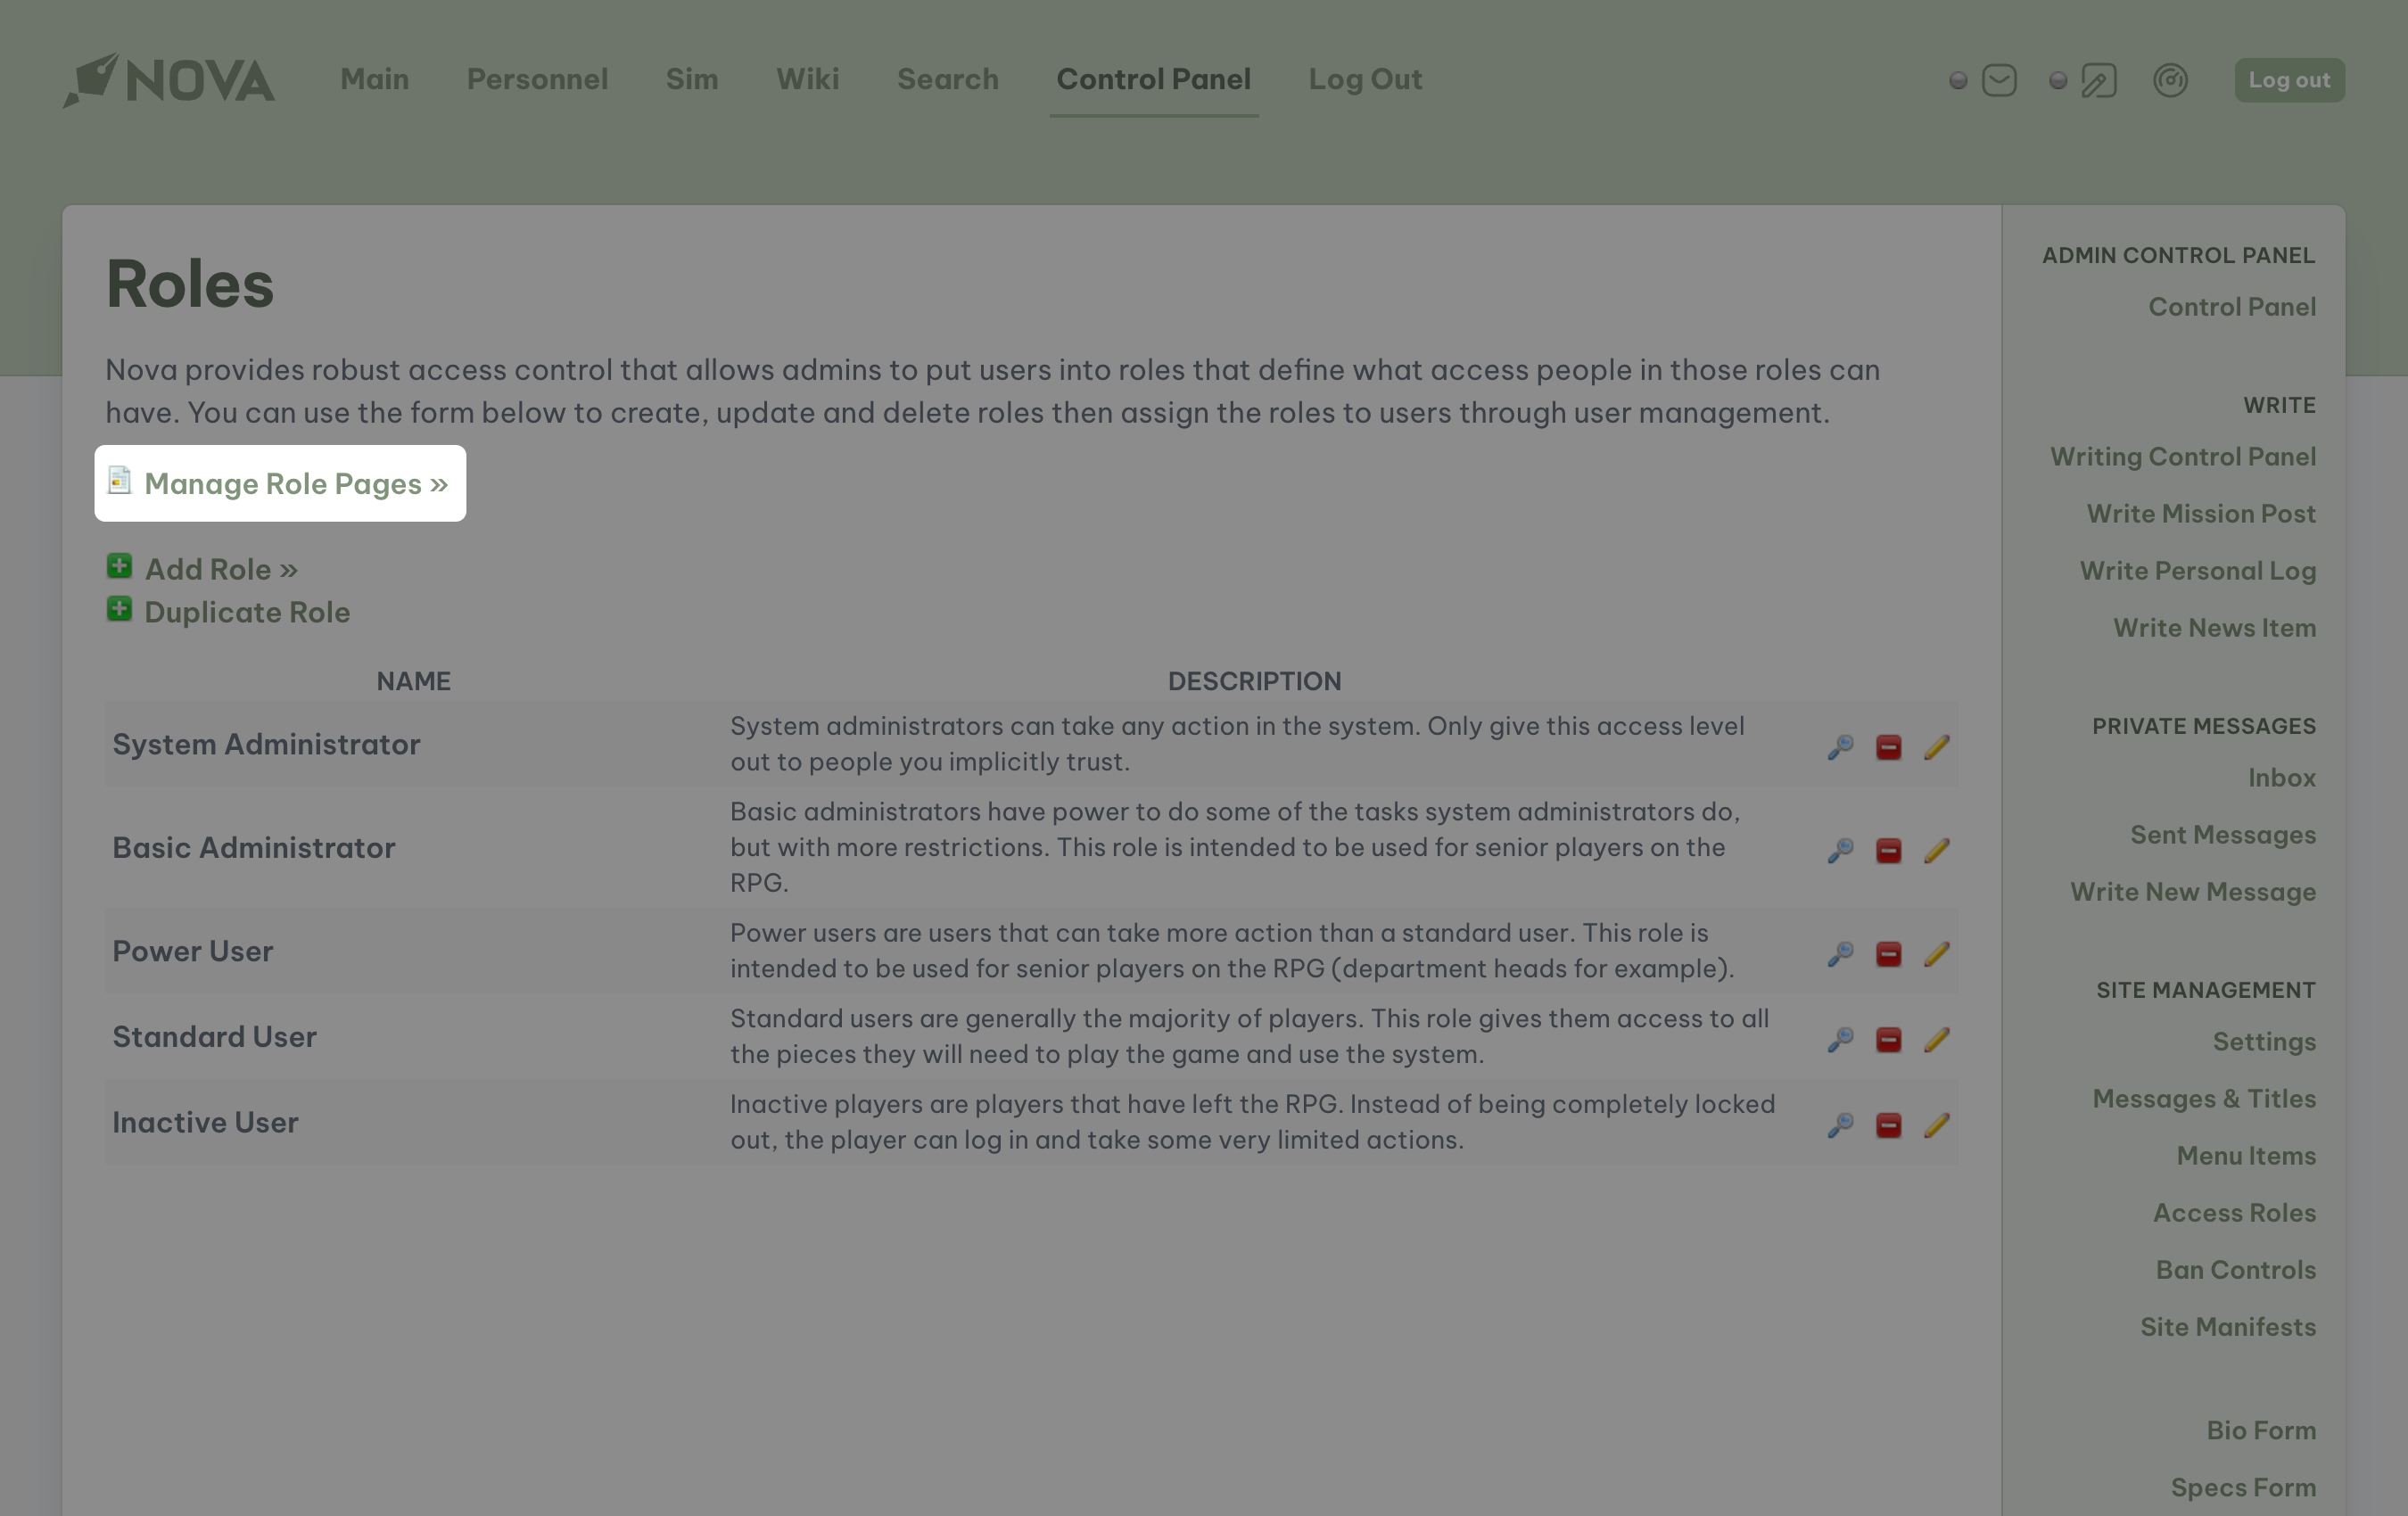 NOVA
Main
Personnel
Sim
Wiki
Search
Control Panel
Log Out
Log out
Roles
Nova provides robust access control that allows admins to put users into roles that define what access people in those roles can
have. You can use the form below to create, update and delete roles then assign the roles to users through user management.
Manage Role Pages »
Add Role »
Duplicate Role
NAME
DESCRIPTION
System Administrator
System administrators can take any action in the system. Only give this access level
out to people you implicitly trust.
Basic Administrator
Basic administrators have power to do some of the tasks system administrators do,
but with more restrictions. This role is intended to be used for senior players on the
RPG.
Power User
Power users are users that can take more action than a standard user. This role is
intended to be used for senior players on the RPG (department heads for example).
Standard User
Standard users are generally the majority of players. This role gives them access to all
the pieces they will need to play the game and use the system.
Inactive User
Inactive players are players that have left the RPG. Instead of being completely locked
out, the player can log in and take some very limited actions.
ADMIN CONTROL PANEL
Control Panel
WRITE
Writing Control Panel
Write Mission Post
Write Personal Log
Write News Item
PRIVATE MESSAGES
Inbox
Sent Messages
Write New Message
SITE MANAGEMENT
Settings
Messages & Titles
Menu Items
Access Roles
Ban Controls
Site Manifests
Bio Form
Specs Form